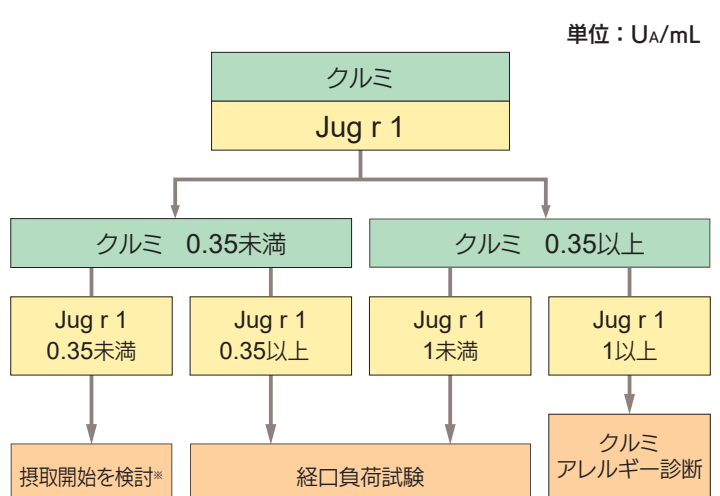 単位：UA/mL
クルミ
Jug r 1
クルミ　0.35未満
クルミ　0.35以上
Jug r 1
0.35未満
Jug r 1
0.35以上
Jug r 1
1未満
Jug r 1
1以上
摂取開始を検討※
経口負荷試験
クルミ
アレルギー診断